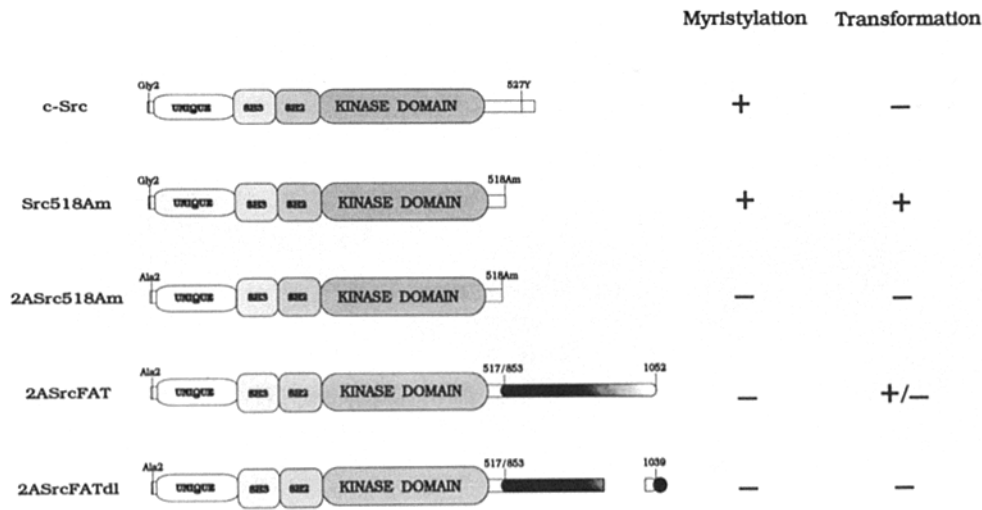 Myristylation Transformation
Gly2 527Y
c-Src UNIQUE SH3 SH2 KINASE DOMAIN + −
Gly2 518Am
Src518Am UNIQUE SH3 SH2 KINASE DOMAIN + +
Ala2 518Am
2ASrc518Am UNIQUE SH3 SH2 KINASE DOMAIN − −
Ala2 517/853 1052
2ASrcFAT UNIQUE SH3 SH2 KINASE DOMAIN − +/−
Ala2 517/853 1039
2ASrcFATdl UNIQUE SH3 SH2 KINASE DOMAIN − −